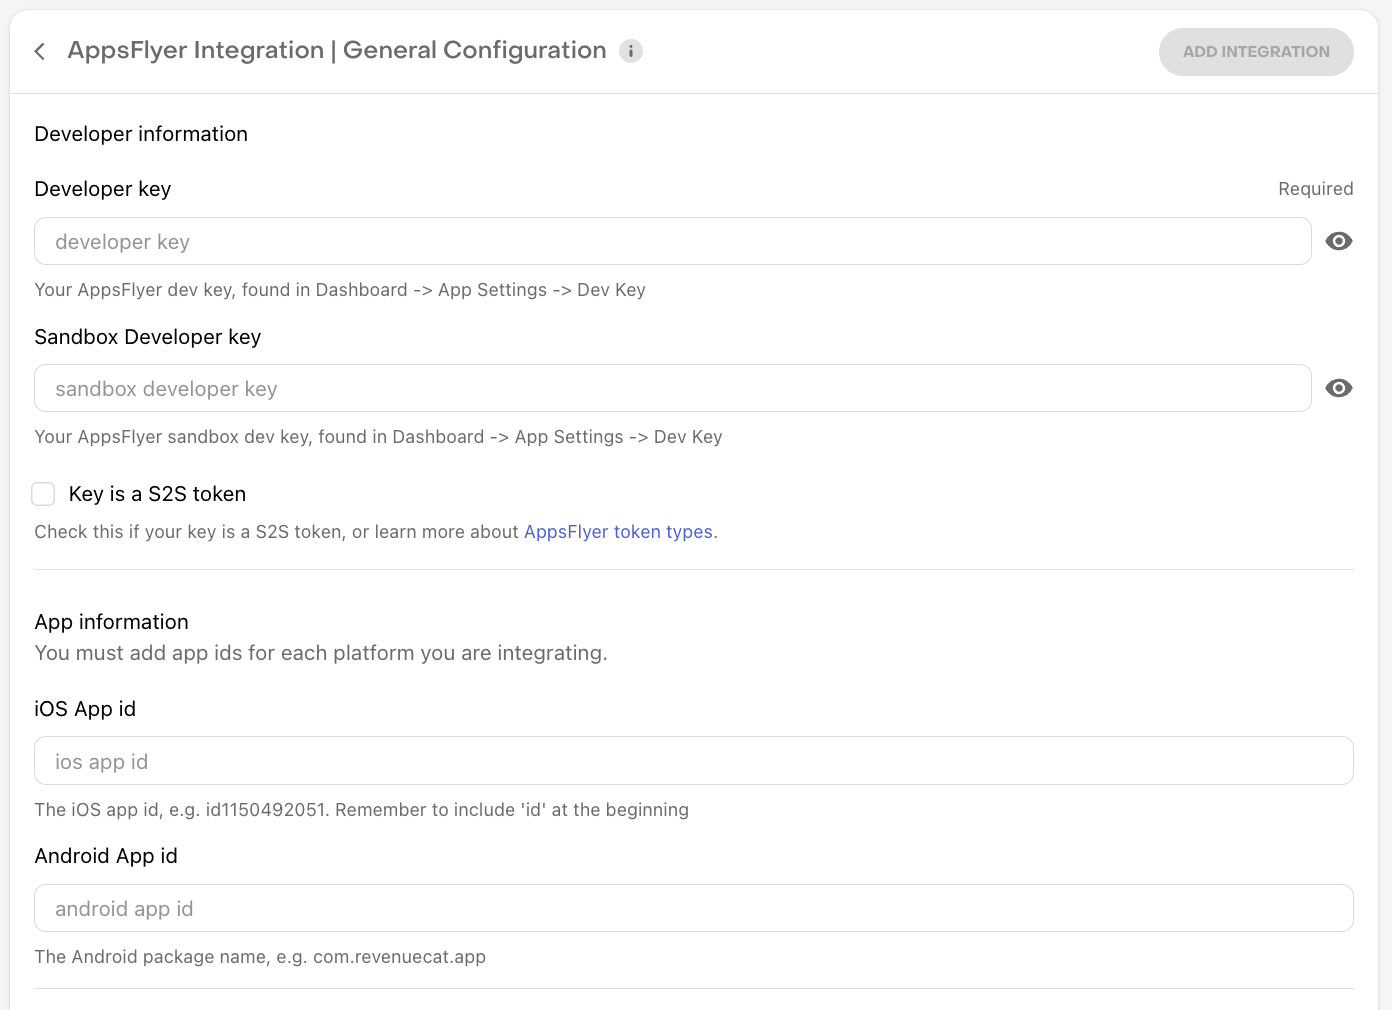 AppsFlyer Integration | General Configuration
ADD INTEGRATION
Developer information
Developer key
Required
developer key
Your AppsFlyer dev key, found in Dashboard -> App Settings -> Dev Key
Sandbox Developer key
sandbox developer key
Your AppsFlyer sandbox dev key, found in Dashboard -> App Settings -> Dev Key
Key is a S2S token
Check this if your key is a S2S token, or learn more about AppsFlyer token types.
App information
You must add app ids for each platform you are integrating.
iOS App id
ios app id
The iOS app id, e.g. id1150492051. Remember to include 'id' at the beginning
Android App id
android app id
The Android package name, e.g. com.revenuecat.app